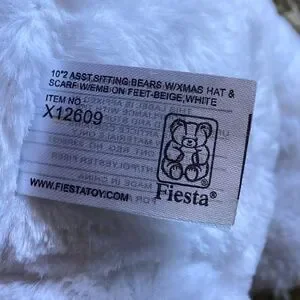 10"2 ASST.SITTING BEARS W/XMAS HAT &
SCARF W/EMB ON FEET-BEIGE,WHITE
ITEM NO.
X12609
Fiesta®
WWW.FIESTATOY.COM